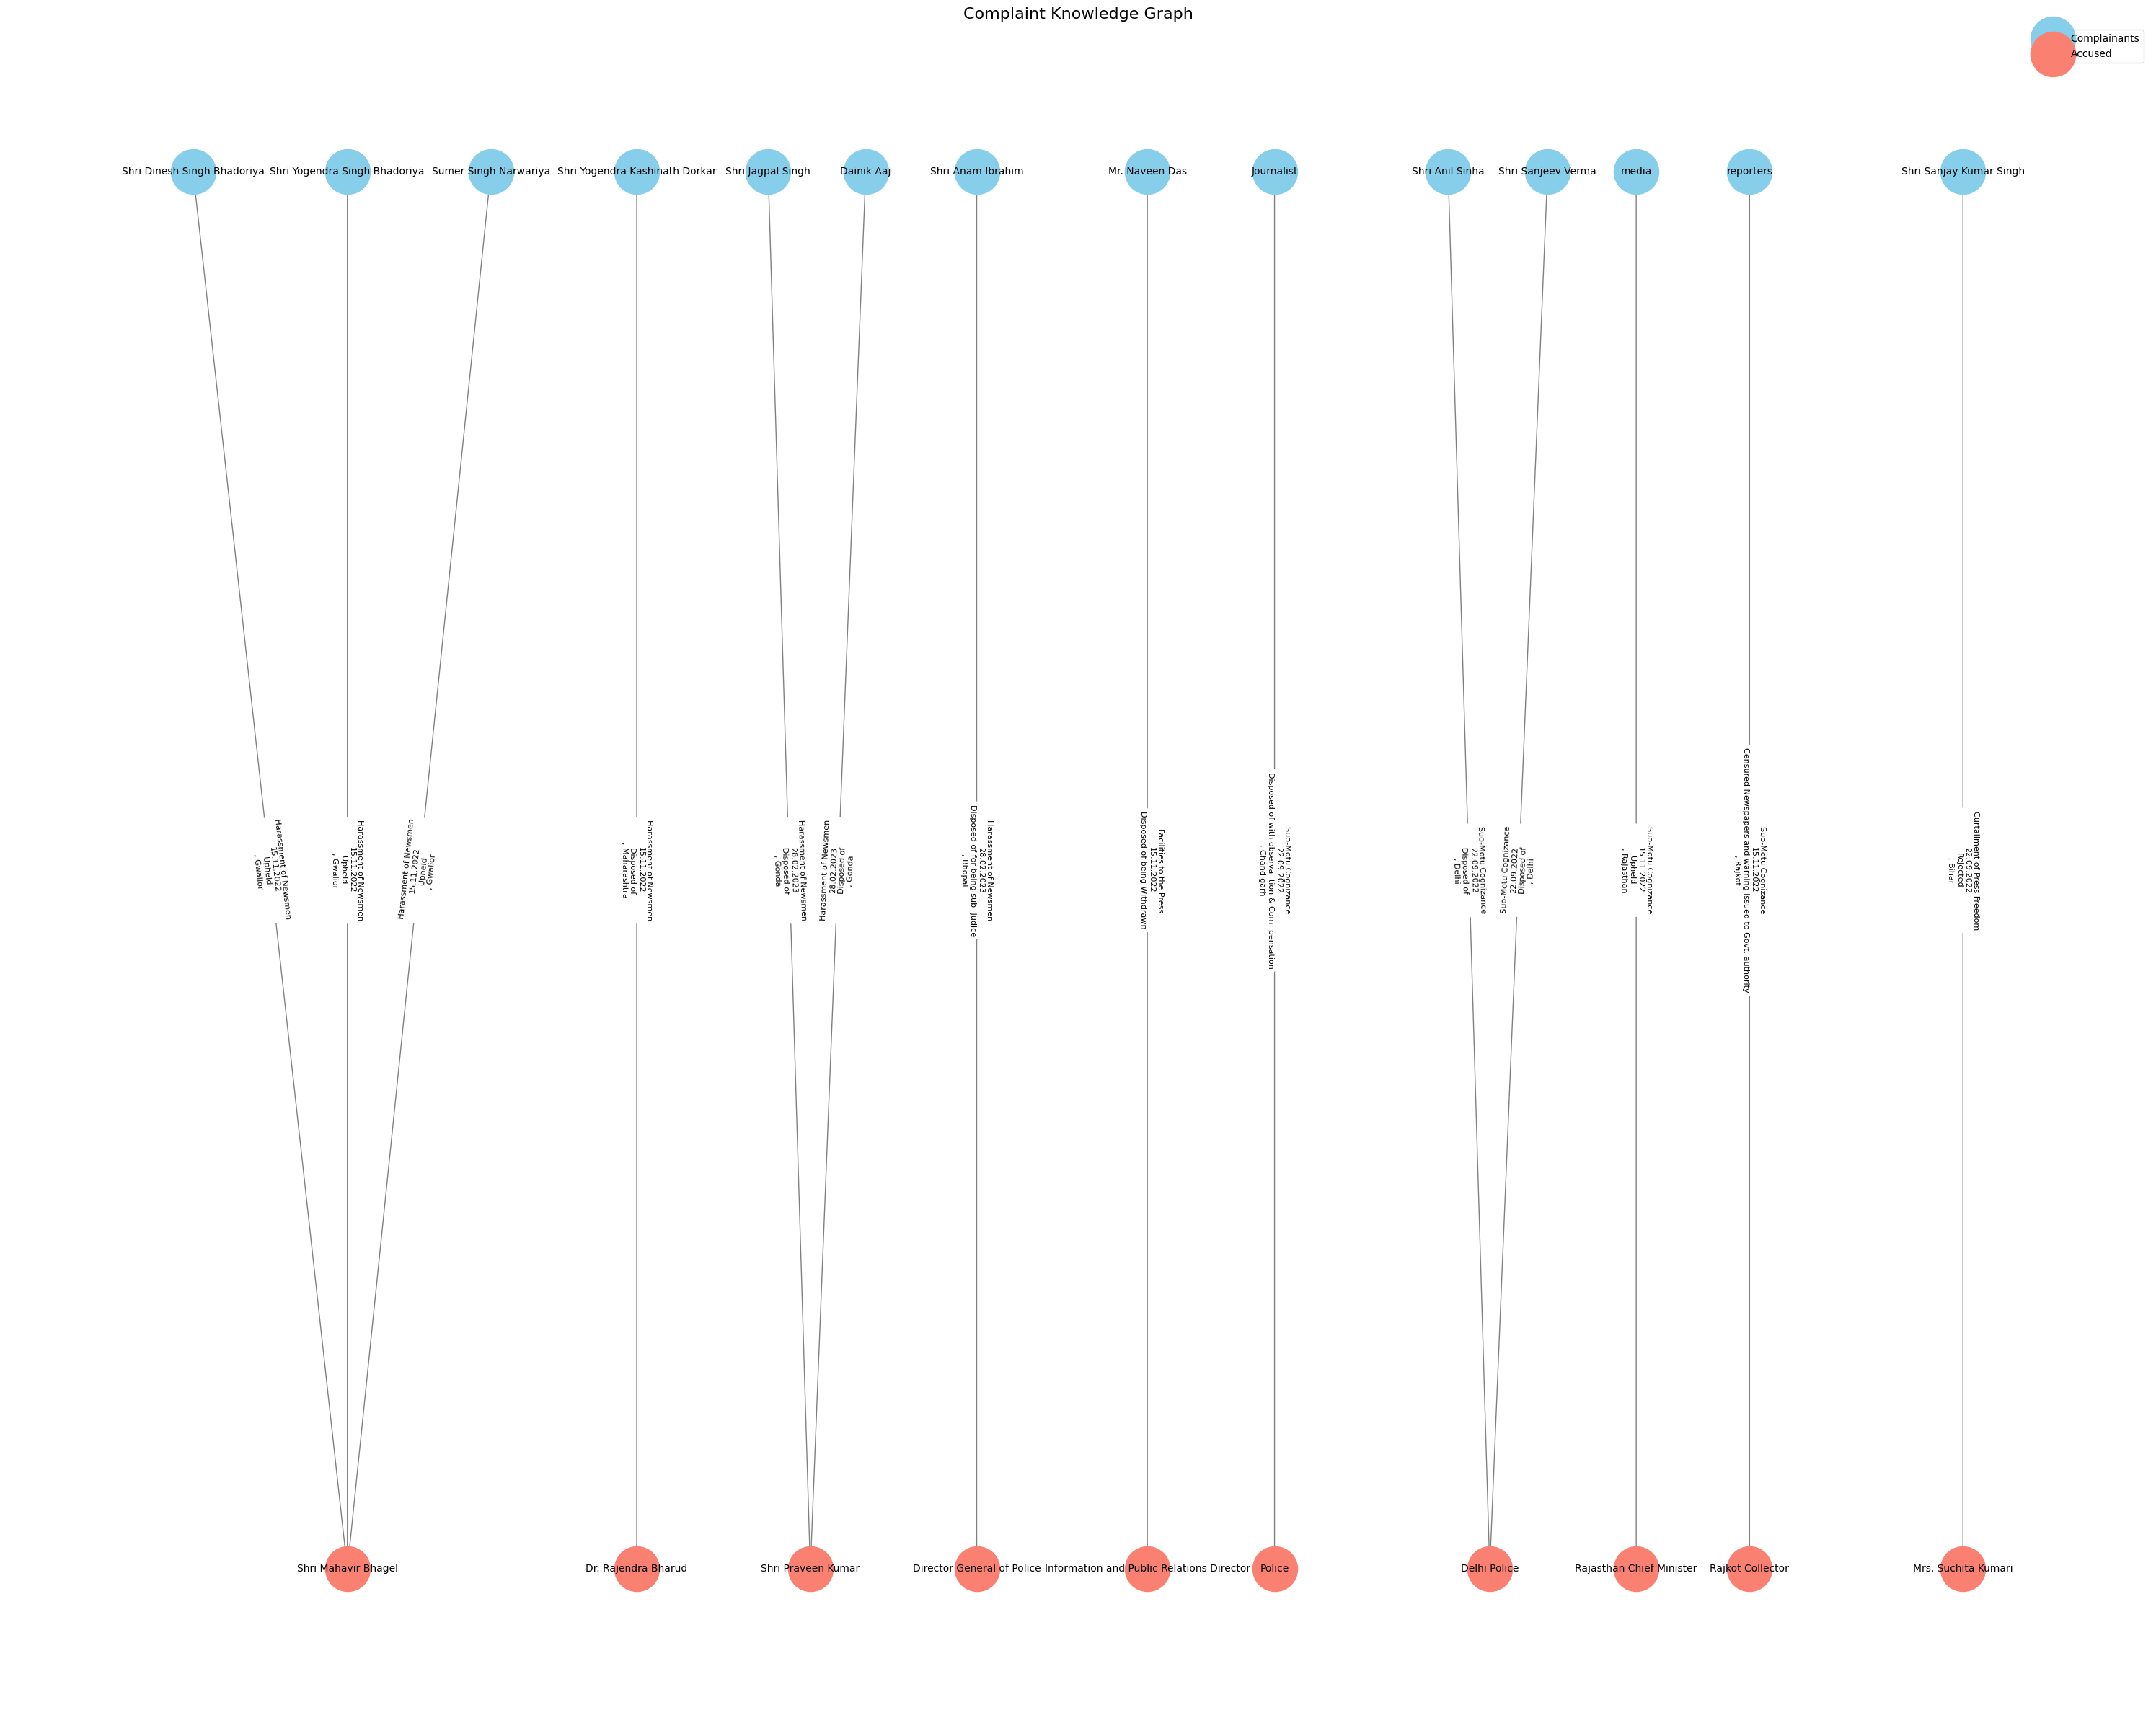 Complaint Knowledge Graph
Complainants
Accused
Shri Dinesh Singh Bhadoriya
Shri Yogendra Singh Bhadoriya
Sumer Singh Narwariya
Shri Yogendra Kashinath Dorkar
Shri Jagpal Singh
Dainik Aaj
Shri Anam Ibrahim
Mr. Naveen Das
Journalist
Shri Anil Sinha
Shri Sanjeev Verma
media
reporters
Shri Sanjay Kumar Singh
Harassment of Newsmen
15.11.2022
Upheld
, Gwalior
Harassment of Newsmen
15.11.2022
Upheld
, Gwalior
Harassment of Newsmen
15.11.2022
Upheld
, Gwalior
Harassment of Newsmen
15.11.2022
Disposed of
, Maharashtra
Harassment of Newsmen
28.02.2023
Disposed of
, Gonda
Harassment of Newsmen
28.02.2023
Disposed of
, Gonda
Harassment of Newsmen
28.02.2023
Disposed of for being sub- judice
, Bhopal
Facilities to the Press
15.11.2022
Disposed of being Withdrawn
Suo-Motu Cognizance
22.09.2022
Disposed of with observa- tion & Com- pensation
, Chandigarh
Suo-Motu Cognizance
22.09.2022
Disposed of
, Delhi
Suo-Motu Cognizance
22.09.2022
Disposed of
, Delhi
Suo-Motu Cognizance
15.11.2022
Upheld
, Rajasthan
Suo-Motu Cognizance
15.11.2022
Censured Newspapers and warning issued to Govt. authority
, Rajkot
Curtailment of Press Freedom
22.09.2022
Rejected
, Bihar
Shri Mahavir Bhagel
Dr. Rajendra Bharud
Shri Praveen Kumar
Director General of Police
Information and Public Relations Director
Police
Delhi Police
Rajasthan Chief Minister
Rajkot Collector
Mrs. Suchita Kumari